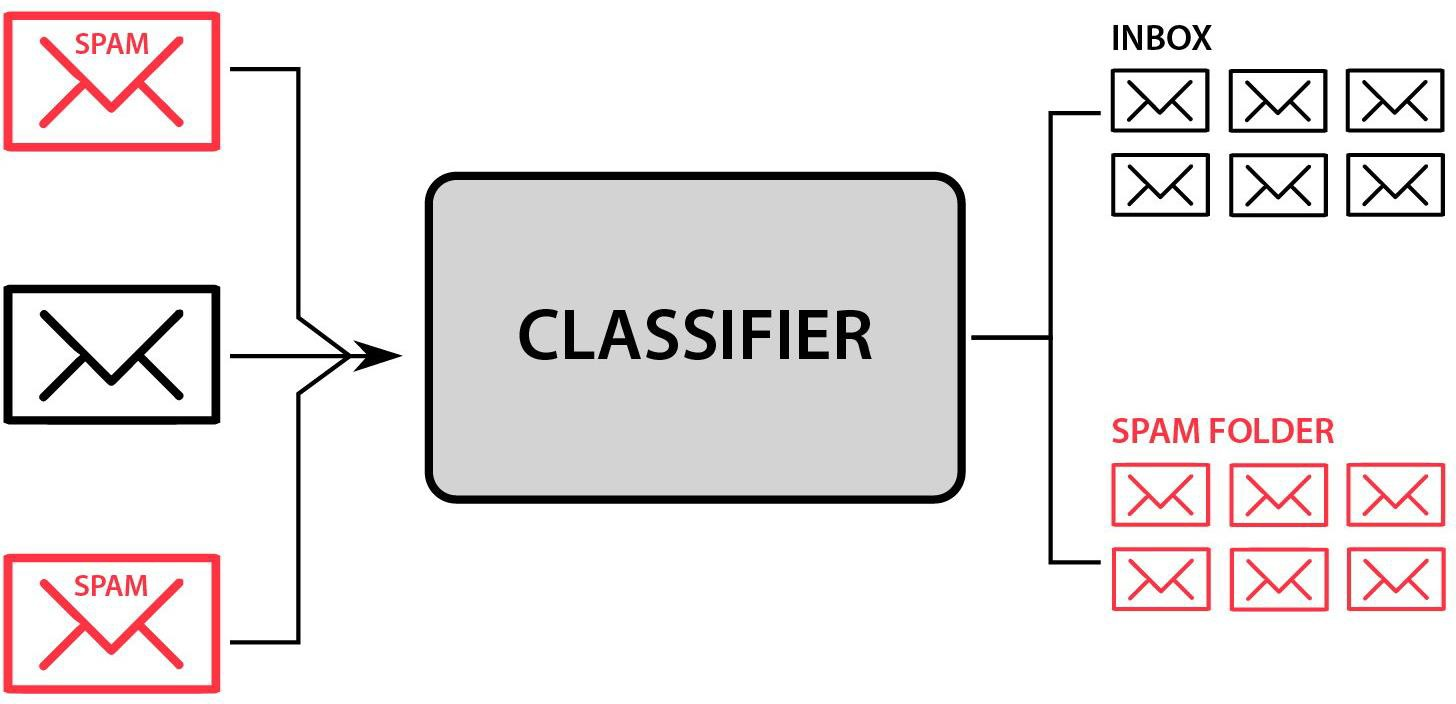 SPAM
INBOX
CLASSIFIER
SPAM FOLDER
SPAM